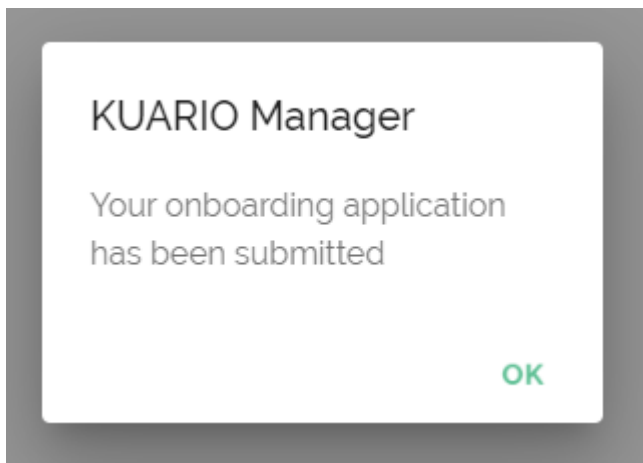 KUARIO Manager
Your onboarding application
has been submitted
OK